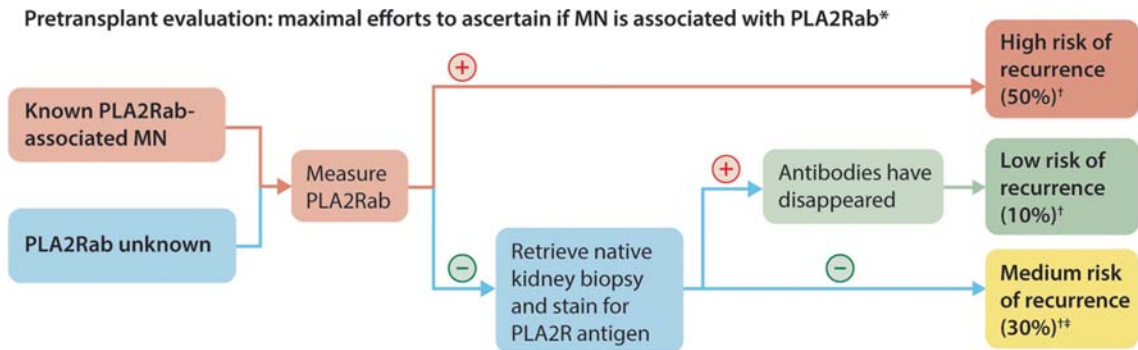 Pretransplant evaluation: maximal efforts to ascertain if MN is associated with PLA2Rab*
Known PLA2Rab-
associated MN
PLA2Rab unknown
Measure
PLA2Rab
+
−
Retrieve native
kidney biopsy
and stain for
PLA2R antigen
+
−
Antibodies have
disappeared
High risk of
recurrence
(50%)†
Low risk of
recurrence
(10%)†
Medium risk
of recurrence
(30%)†‡